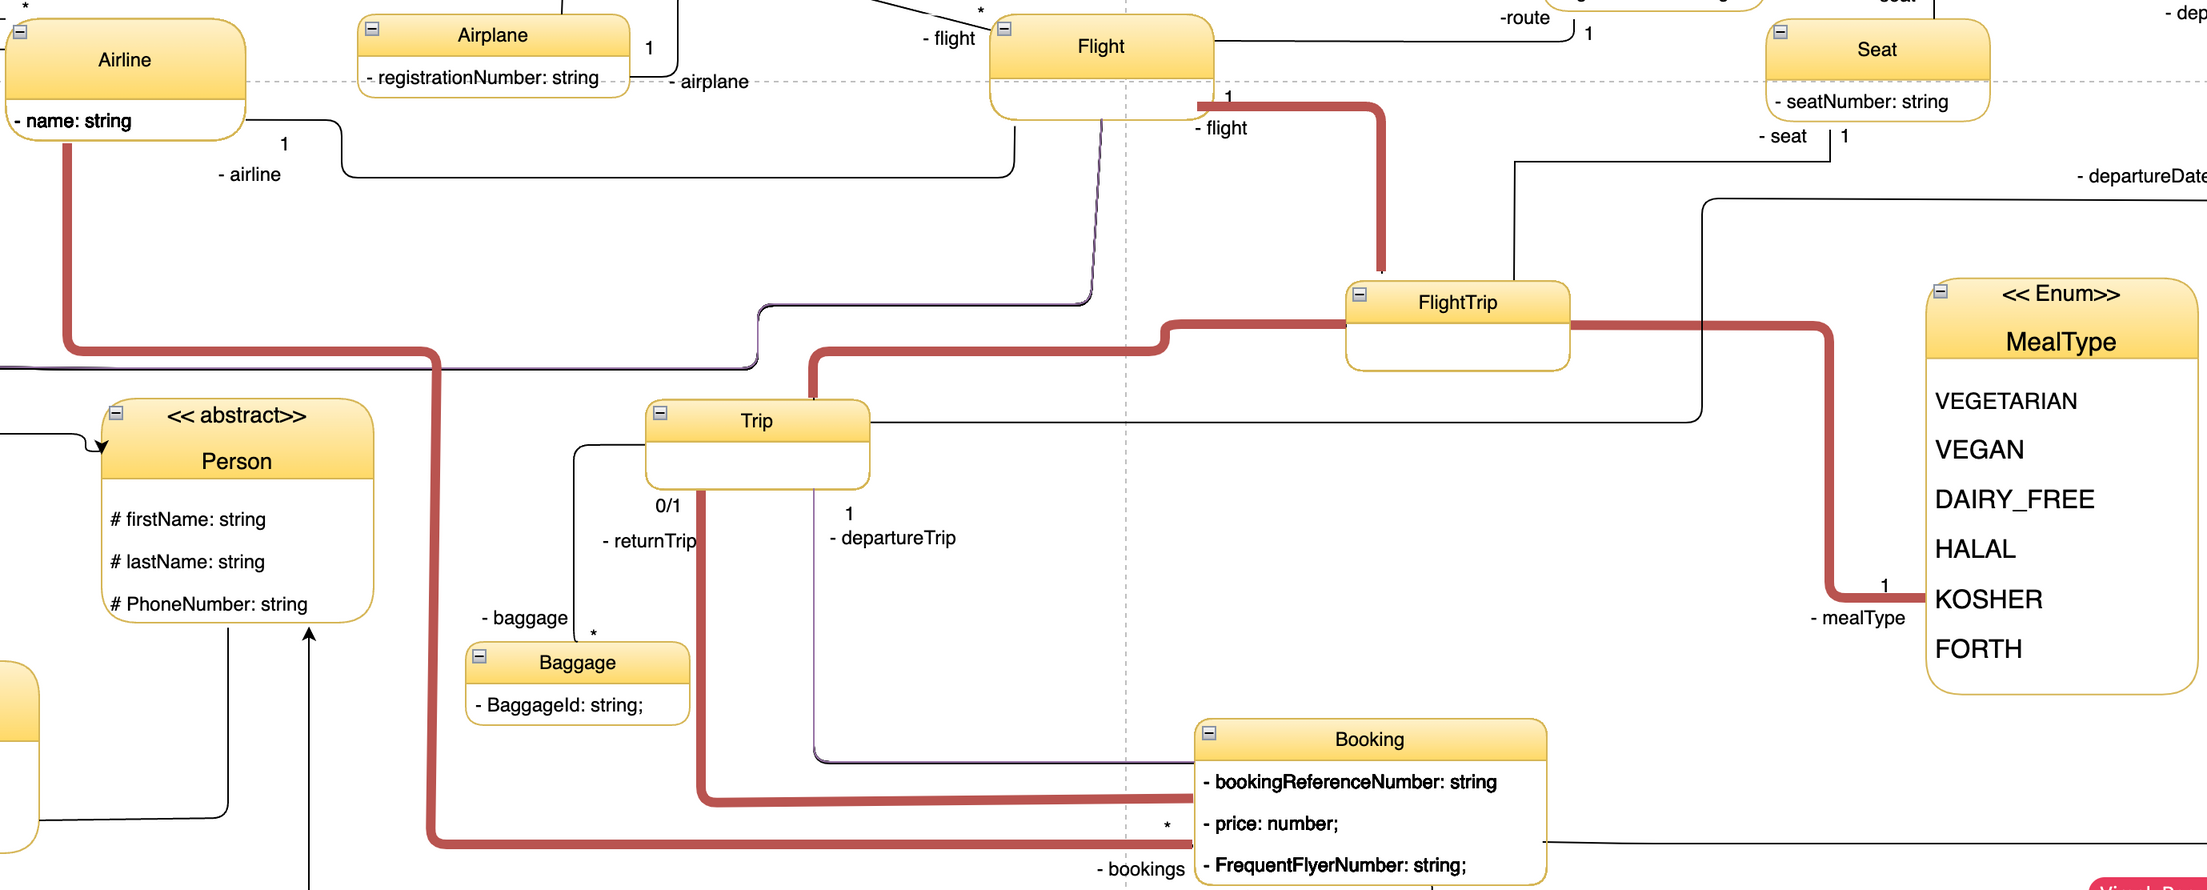 *
Airline
- name: string
1
- airline
Airplane
- registrationNumber: string
1
- airplane
*
- flight
Flight
1
- flight
-route
1
Seat
- seatNumber: string
- seat
1
- dep
- departureDate
FlightTrip
<< Enum>>
MealType
VEGETARIAN
VEGAN
DAIRY_FREE
HALAL
KOSHER
FORTH
1
- mealType
<< abstract>>
Person
# firstName: string
# lastName: string
# PhoneNumber: string
Trip
0/1
- returnTrip
1
- departureTrip
- baggage
*
Baggage
- BaggageId: string;
Booking
- bookingReferenceNumber: string
- price: number;
- FrequentFlyerNumber: string;
*
- bookings